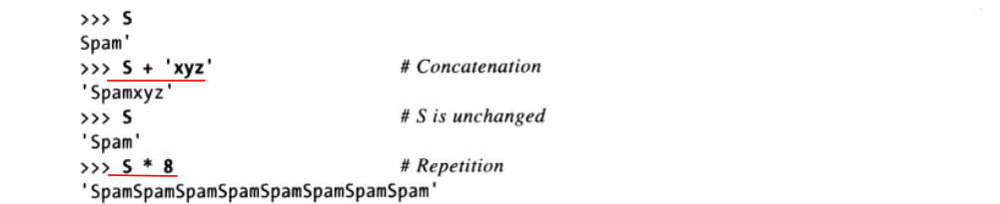 >>> S
Spam'
>>> S + 'xyz' # Concatenation
'Spamxyz'
>>> S # S is unchanged
'Spam'
>>> S * 8 # Repetition
'SpamSpamSpamSpamSpamSpamSpamSpam'